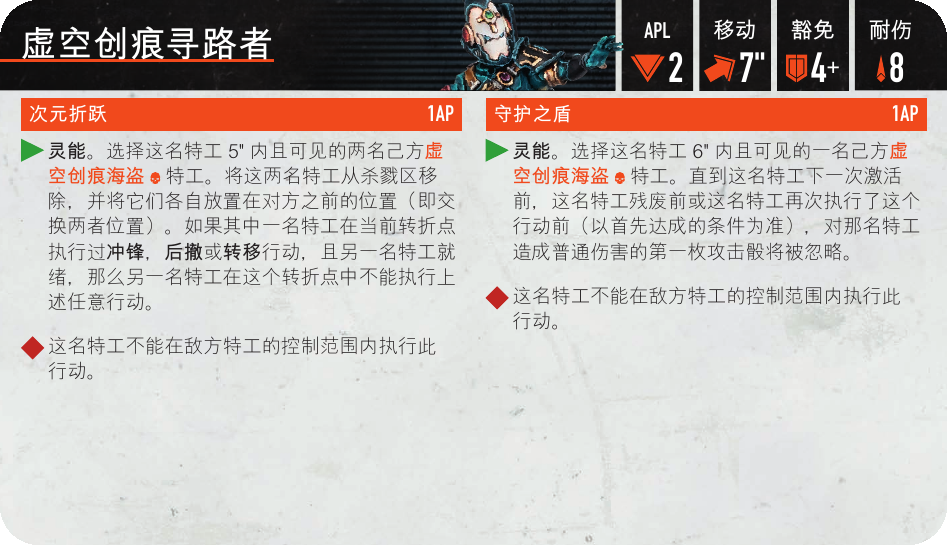 虚空创痕寻路者
APL
2
移动
7"
豁免
4+
耐伤
8
次元折跃 1AP
灵能。选择这名特工 5" 内且可见的两名己方虚
空创痕海盗 特工。将这两名特工从杀戮区移
除，并将它们各自放置在对方之前的位置（即交
换两者位置）。如果其中一名特工在当前转折点
执行过冲锋，后撤或转移行动，且另一名特工就
绪，那么另一名特工在这个转折点中不能执行上
述任意行动。
这名特工不能在敌方特工的控制范围内执行此
行动。
守护之盾 1AP
灵能。选择这名特工 6" 内且可见的一名己方虚
空创痕海盗 特工。直到这名特工下一次激活
前，这名特工残废前或这名特工再次执行了这个
行动前（以首先达成的条件为准），对那名特工
造成普通伤害的第一枚攻击骰将被忽略。
这名特工不能在敌方特工的控制范围内执行此
行动。